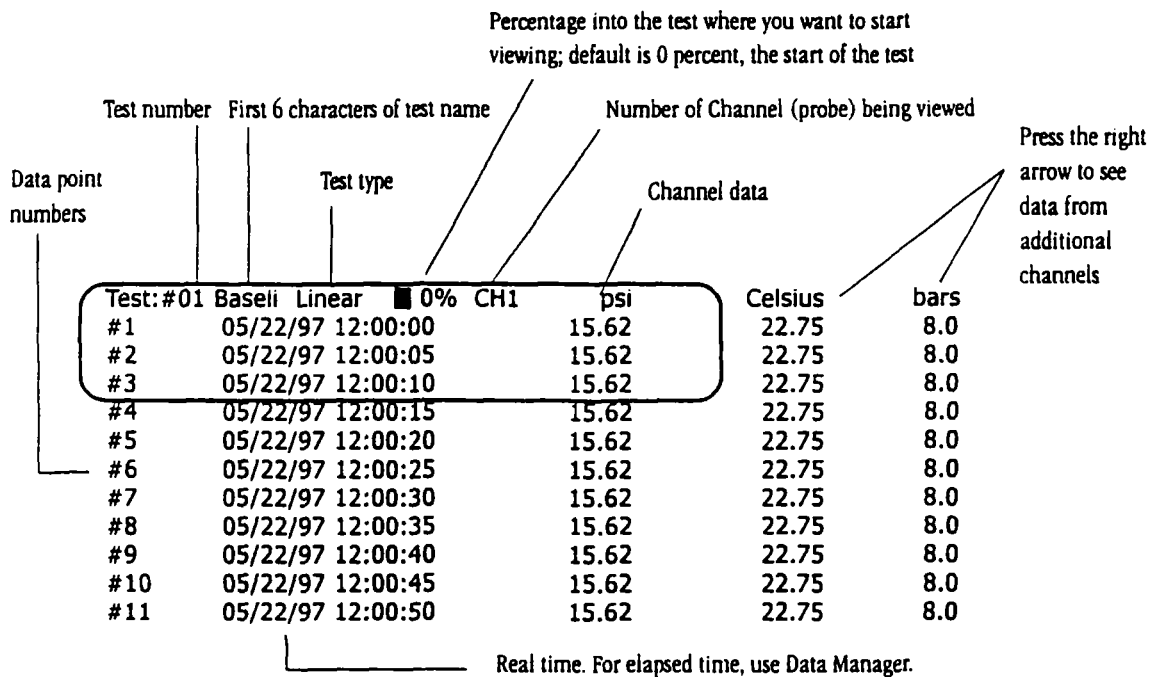 Percentage into the test where you want to start
viewing; default is 0 percent, the start of the test
Test number First 6 characters of test name
Number of Channel (probe) being viewed
Press the right
arrow to see
data from
additional
channels
Data point
numbers
Test type
Channel data
Test:#01 Baseli Linear 0% CH1 psi Celsius bars
#1 05/22/97 12:00:00 15.62 22.75 8.0
#2 05/22/97 12:00:05 15.62 22.75 8.0
#3 05/22/97 12:00:10 15.62 22.75 8.0
#4 05/22/97 12:00:15 15.62 22.75 8.0
#5 05/22/97 12:00:20 15.62 22.75 8.0
#6 05/22/97 12:00:25 15.62 22.75 8.0
#7 05/22/97 12:00:30 15.62 22.75 8.0
#8 05/22/97 12:00:35 15.62 22.75 8.0
#9 05/22/97 12:00:40 15.62 22.75 8.0
#10 05/22/97 12:00:45 15.62 22.75 8.0
#11 05/22/97 12:00:50 15.62 22.75 8.0
Real time. For elapsed time, use Data Manager.